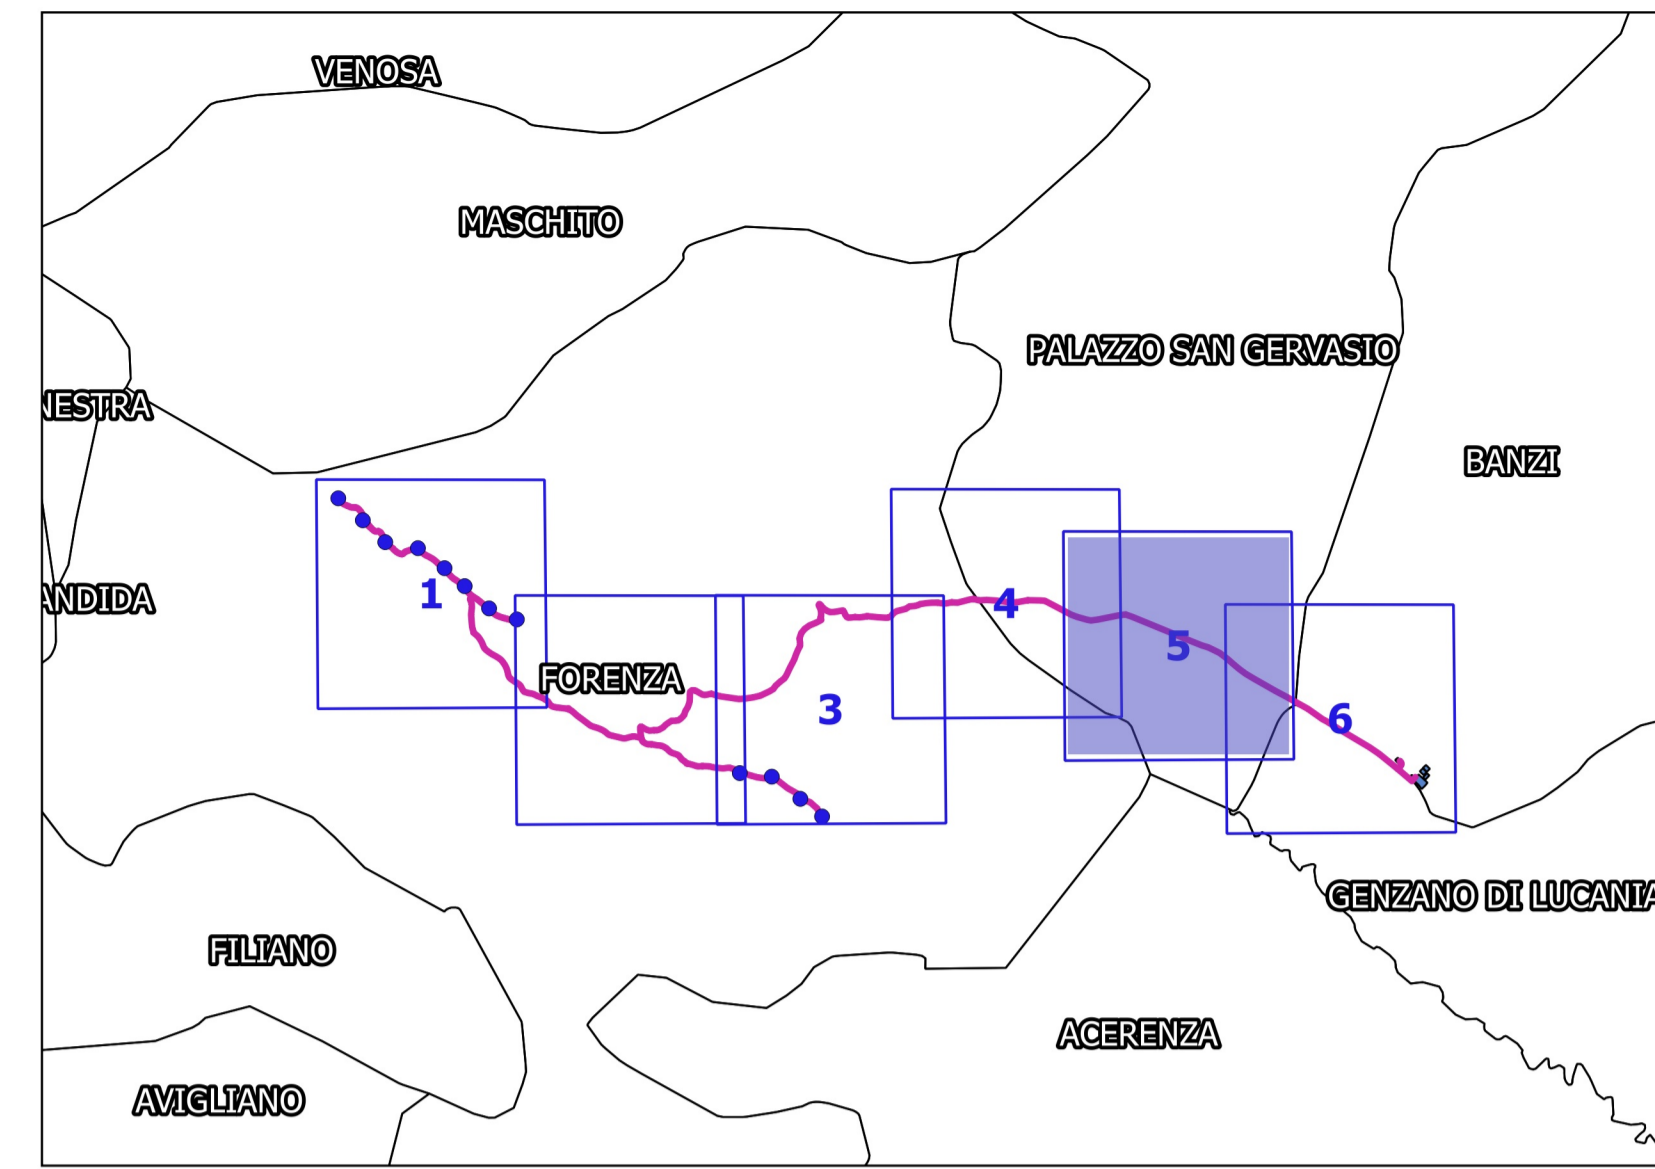 VENOSA
MASCHITO
PALAZZO SAN GERVASIO
NESTRA
BANZI
ANDIDA
1
4
5
FORENZA
3
6
GENZANO DI LUCANIA
FILIANO
ACERENZA
AVIGLIANO